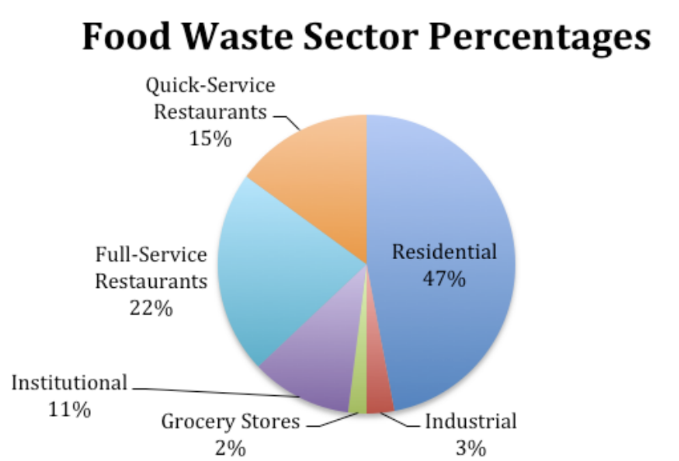 Food Waste Sector Percentages
Quick-Service
Restaurants
15%
Residential
47%
Full-Service
Restaurants
22%
Institutional
11%
Grocery Stores
2%
Industrial
3%